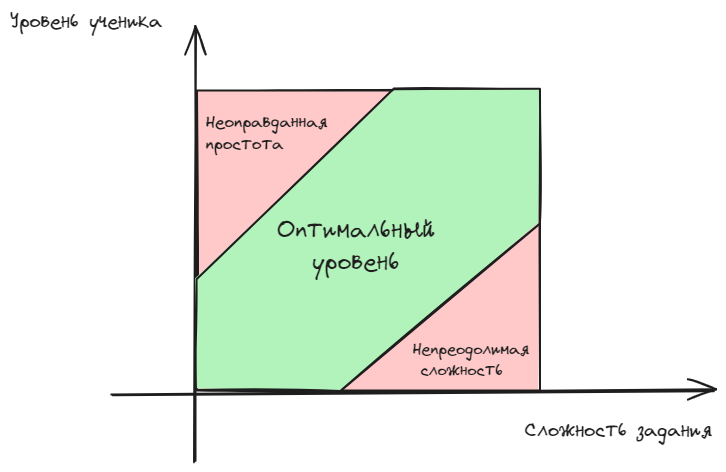 Уровень ученика
Неоправданная
простота
Оптимальный
уровень
Непреодолимая
сложность
Сложность задания